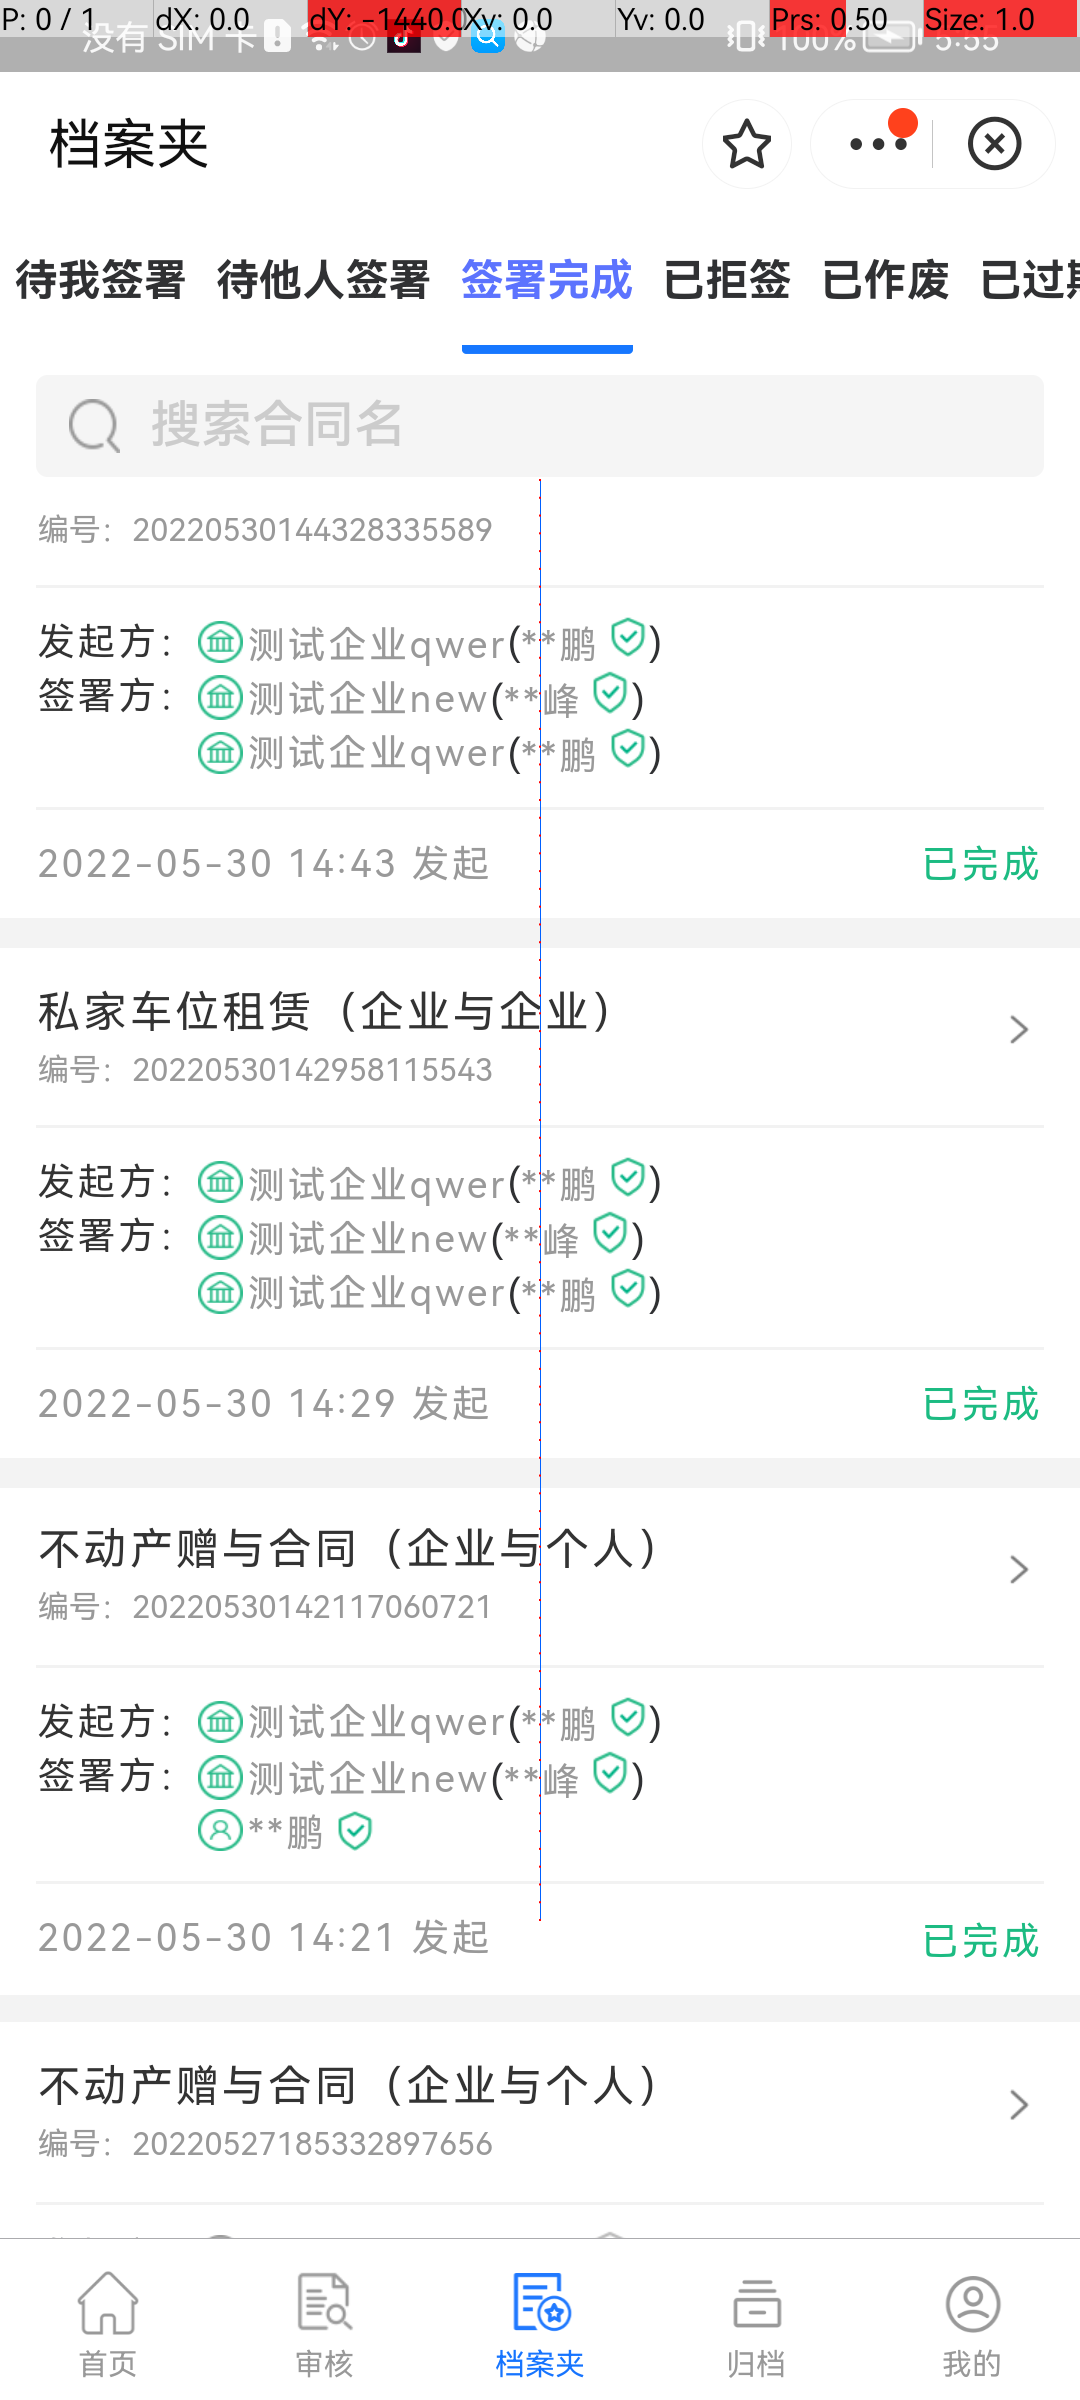 P: 0 / 1 dX: 0.0 dY: -1440.0 Xv: 0.0 Yv: 0.0 Prs: 0.50 Size: 1.0
没有 SIM 卡 100% 5:55
档案夹
待我签署 待他人签署 签署完成 已拒签 已作废 已过期
搜索合同名
编号：20220530144328335589
发起方：测试企业qwer(**鹏)
签署方：测试企业new(**峰)
测试企业qwer(**鹏)
2022-05-30 14:43 发起 已完成
私家车位租赁（企业与企业）
编号：20220530142958115543
发起方：测试企业qwer(**鹏)
签署方：测试企业new(**峰)
测试企业qwer(**鹏)
2022-05-30 14:29 发起 已完成
不动产赠与合同（企业与个人）
编号：20220530142117060721
发起方：测试企业qwer(**鹏)
签署方：测试企业new(**峰)
**鹏
2022-05-30 14:21 发起 已完成
不动产赠与合同（企业与个人）
编号：20220527185332897656
首页 审核 档案夹 归档 我的